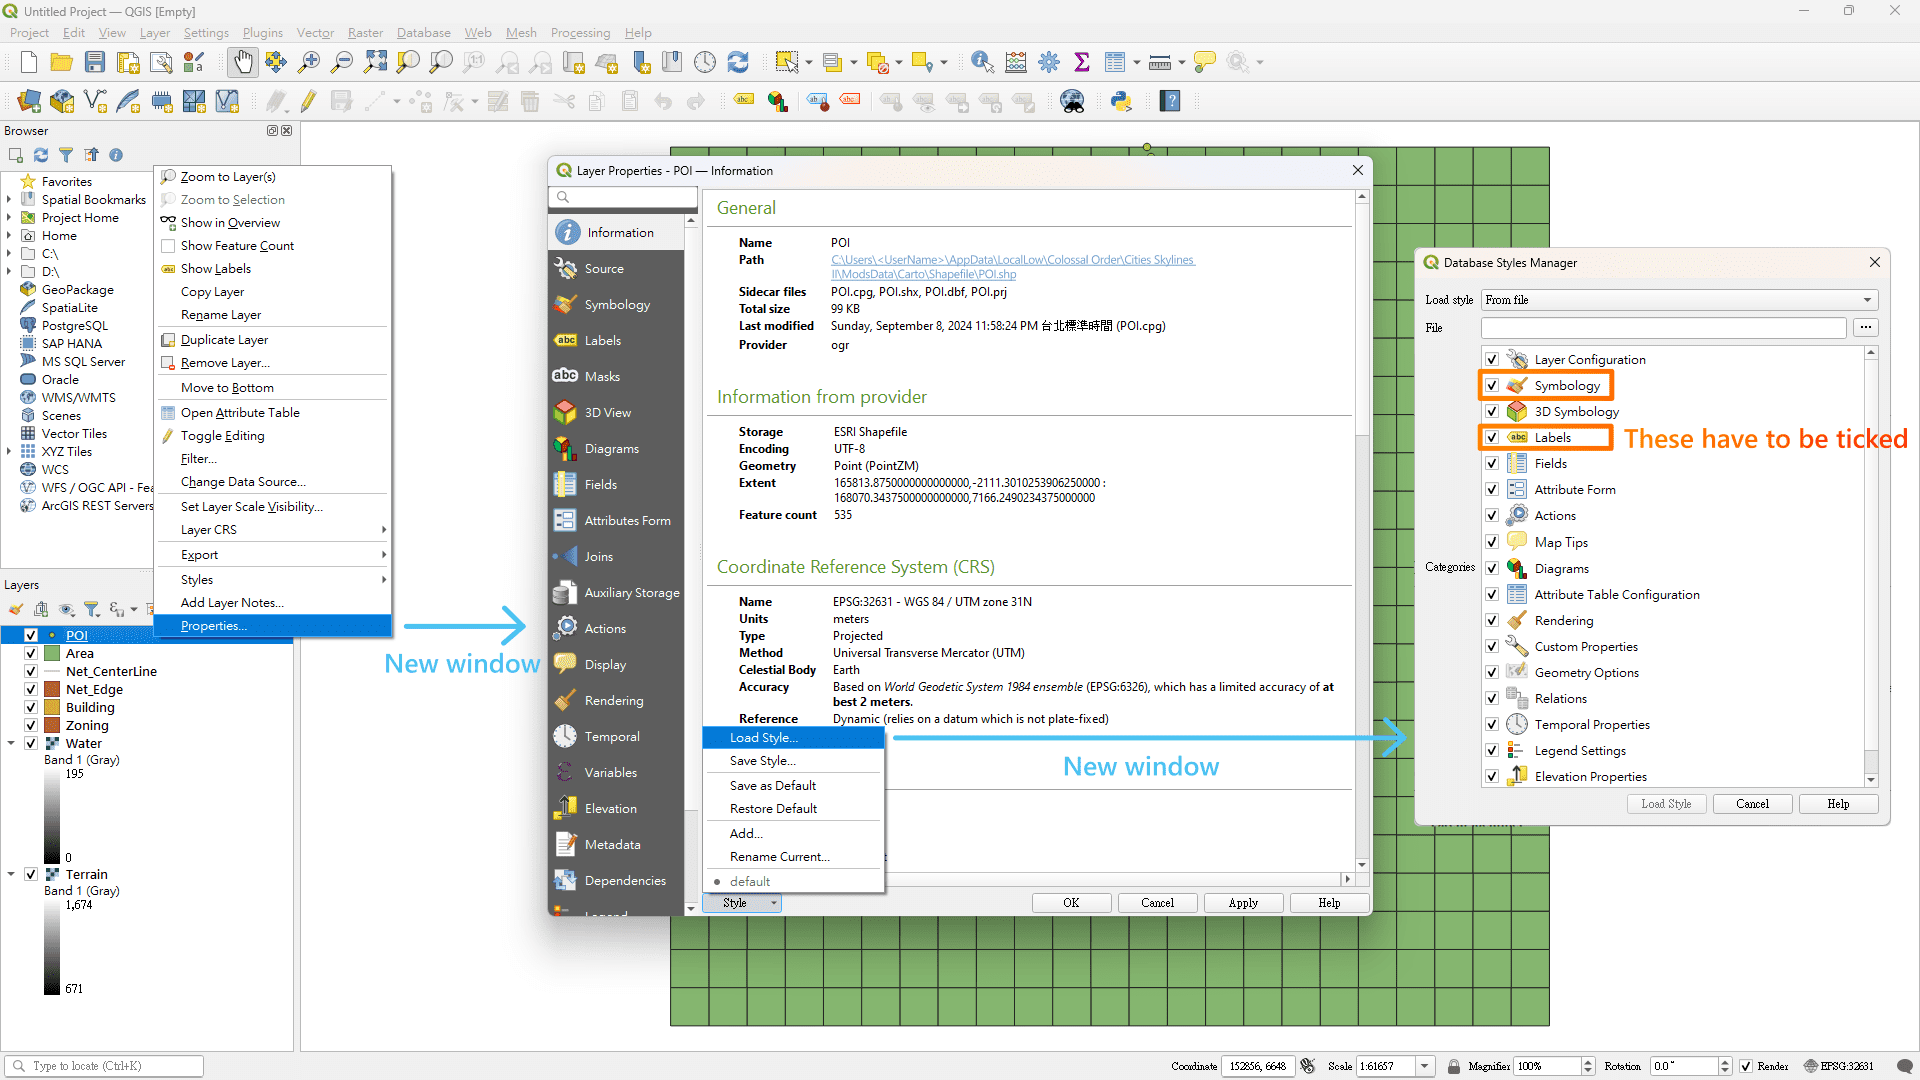 Untitled Project — QGIS [Empty]
Project Edit View Layer Settings Plugins Vector Raster Database Web Mesh Processing Help
Browser
Favorites
Spatial Bookmarks
Project Home
Home
C:\
D:\
GeoPackage
SpatiaLite
PostgreSQL
SAP HANA
MS SQL Server
Oracle
WMS/WMTS
Scenes
Vector Tiles
XYZ Tiles
WCS
WFS / OGC API - Fea
ArcGIS REST Servers
Layers
POI
Area
Net_CenterLine
Net_Edge
Building
Zoning
Water
Band 1 (Gray)
195
0
Terrain
Band 1 (Gray)
1,674
671
Zoom to Layer(s)
Zoom to Selection
Show in Overview
Show Feature Count
Show Labels
Copy Layer
Rename Layer
Duplicate Layer
Remove Layer...
Move to Bottom
Open Attribute Table
Toggle Editing
Filter...
Change Data Source...
Set Layer Scale Visibility...
Layer CRS
Export
Styles
Add Layer Notes...
Properties...
New window
Layer Properties - POI — Information
Information
Source
Symbology
Labels
Masks
3D View
Diagrams
Fields
Attributes Form
Joins
Auxiliary Storage
Actions
Display
Rendering
Temporal
Variables
Elevation
Metadata
Dependencies
Legend
General
Name POI
Path C:\Users\<UserName>\AppData\LocalLow\Colossal Order\Cities Skylines
II\ModsData\Carto\Shapefile\POI.shp
Sidecar files POI.cpg, POI.shx, POI.dbf, POI.prj
Total size 99 KB
Last modified Sunday, September 8, 2024 11:58:24 PM 台北標準時間 (POI.cpg)
Provider ogr
Information from provider
Storage ESRI Shapefile
Encoding UTF-8
Geometry Point (PointZM)
Extent 165813.8750000000000000,-2111.3010253906250000 :
168070.3437500000000000,7166.2490234375000000
Feature count 535
Coordinate Reference System (CRS)
Name EPSG:32631 - WGS 84 / UTM zone 31N
Units meters
Type Projected
Method Universal Transverse Mercator (UTM)
Celestial Body Earth
Accuracy Based on World Geodetic System 1984 ensemble (EPSG:6326), which has a limited accuracy of at
best 2 meters.
Reference Dynamic (relies on a datum which is not plate-fixed)
Load Style...
Save Style...
Save as Default
Restore Default
Add...
Rename Current...
default
Style OK Cancel Apply Help
New window
Database Styles Manager
Load style From file
File ...
Categories
Layer Configuration
Symbology
3D Symbology
abc Labels
These have to be ticked
Fields
Attribute Form
Actions
Map Tips
Diagrams
Attribute Table Configuration
Rendering
Custom Properties
Geometry Options
Relations
Temporal Properties
Legend Settings
Elevation Properties
Load Style Cancel Help
Type to locate (Ctrl+K)
Coordinate 152856, 6648 Scale 1:61657 Magnifier 100% Rotation 0.0 ° Render EPSG:32631